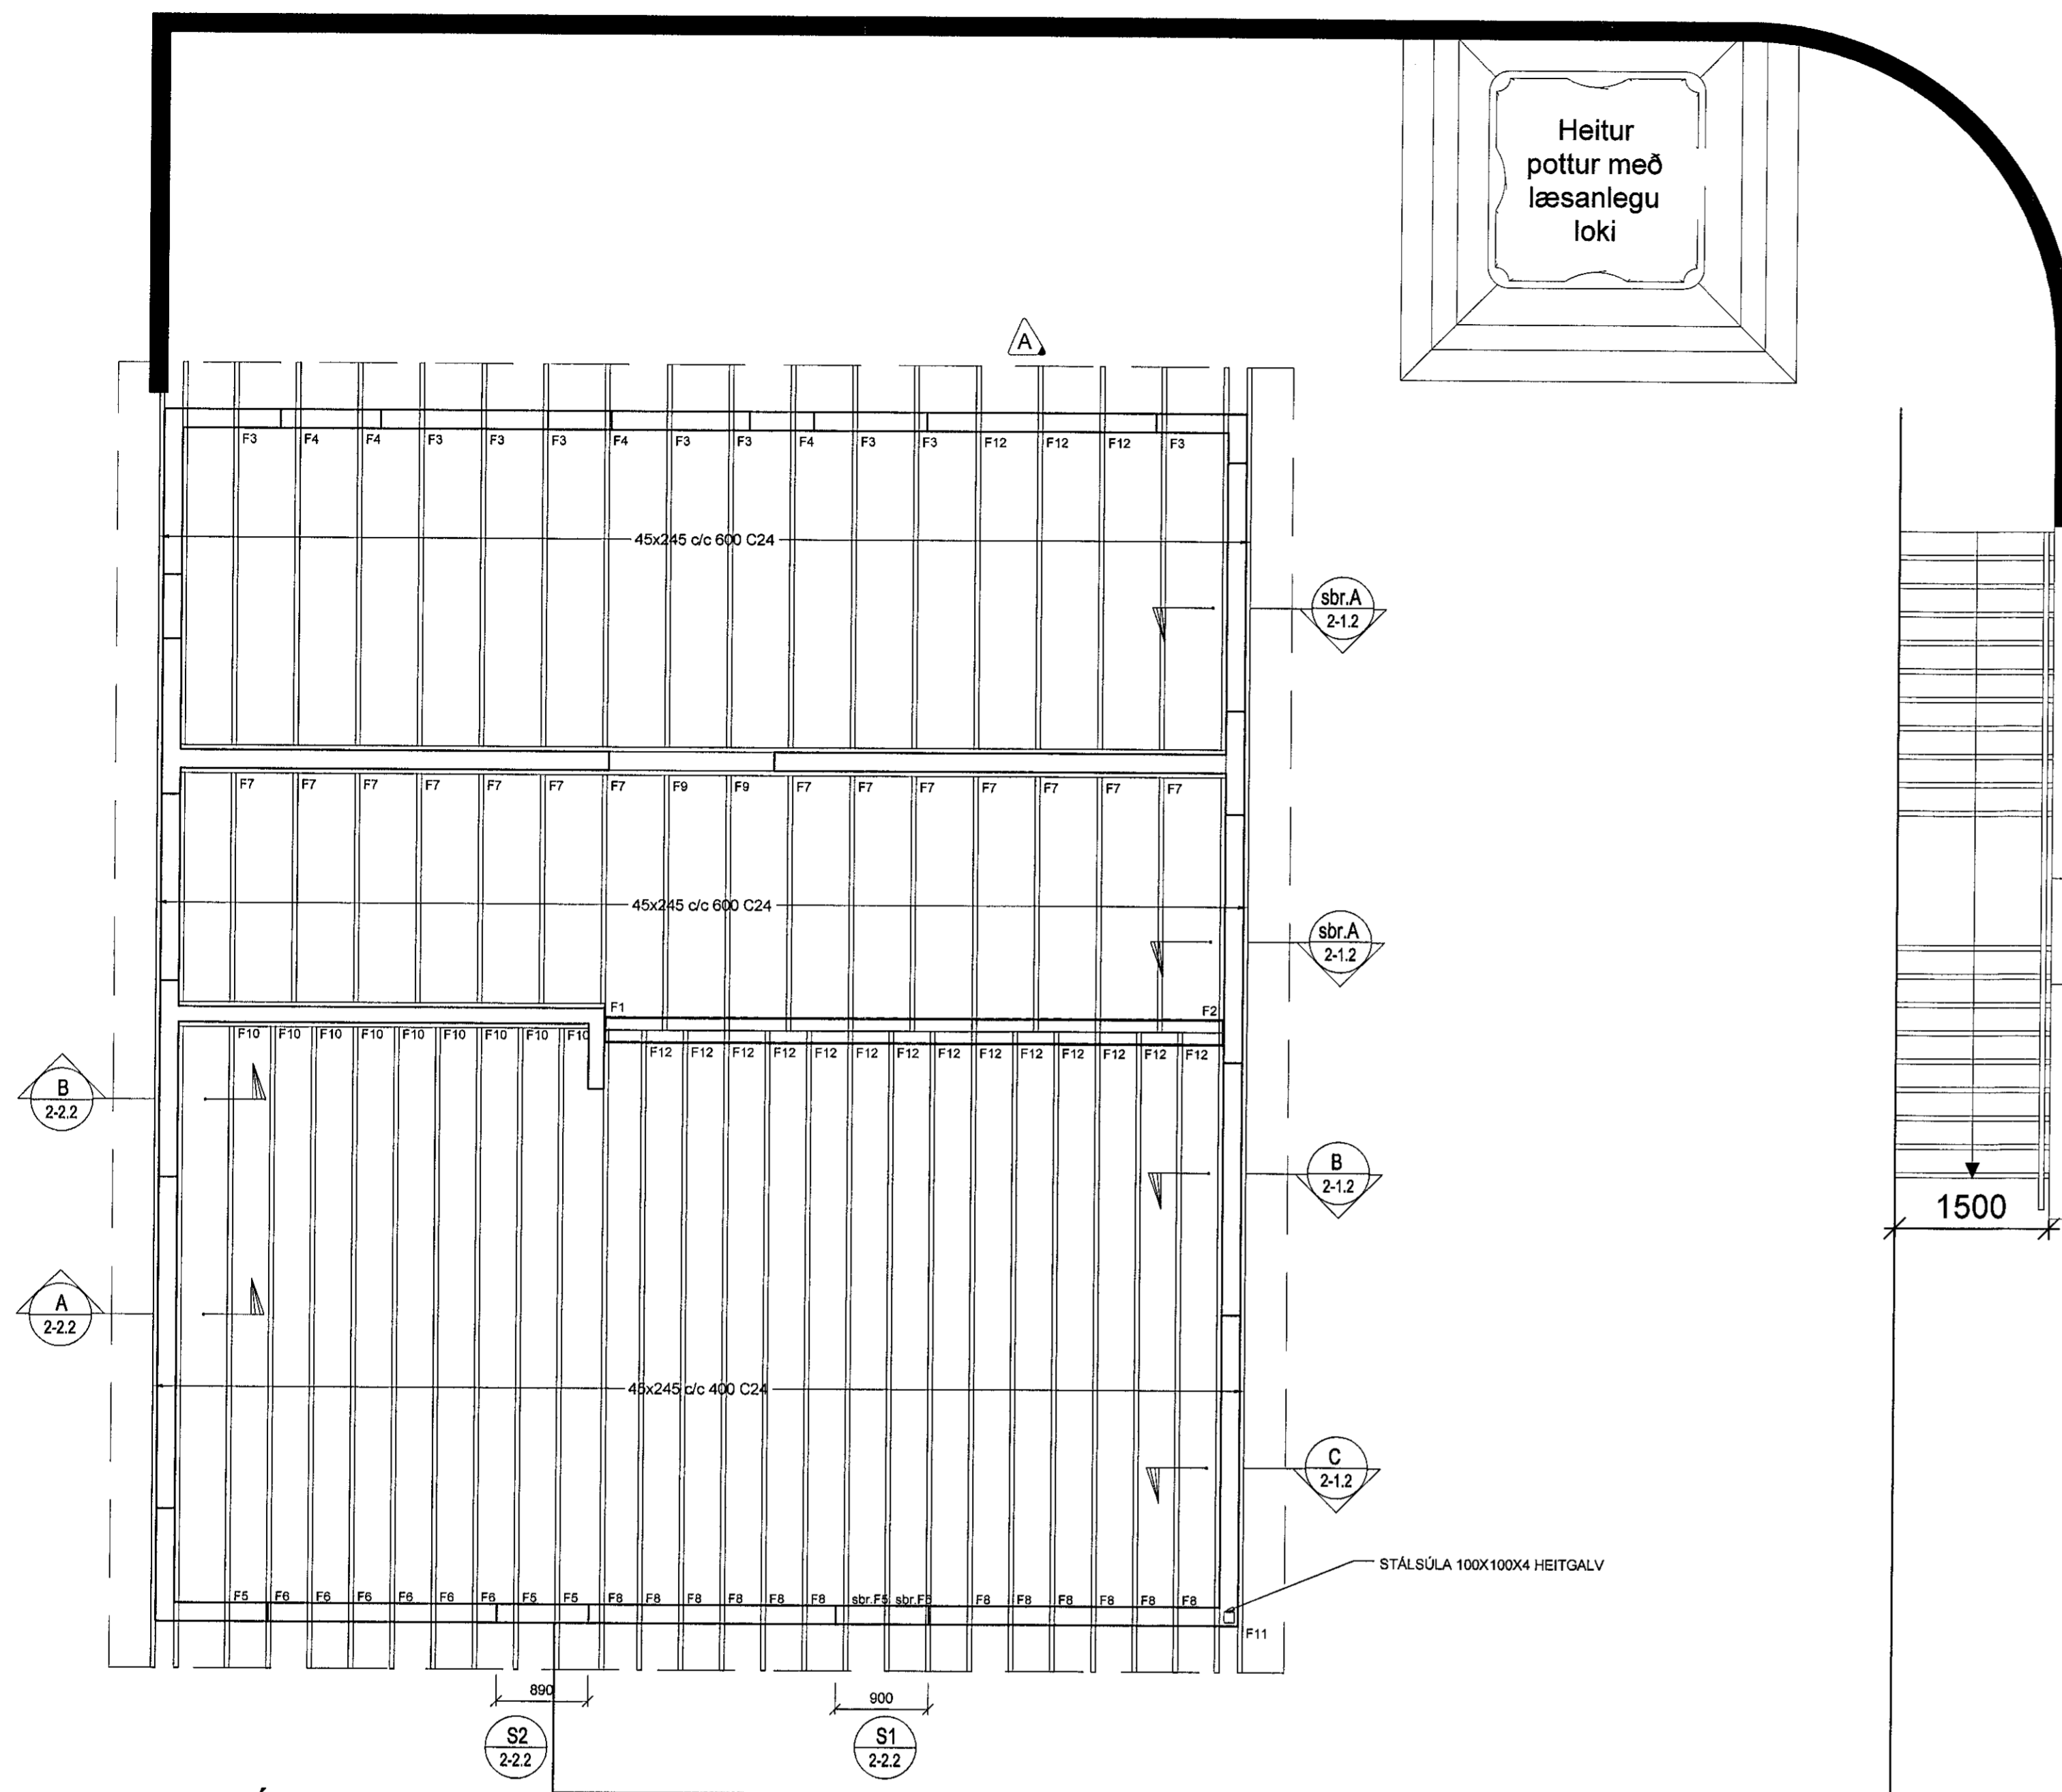 Heitur
pottur með
læsanlegu
loki
A
F3 F4 F4 F3 F3 F3 F4 F3 F3 F4 F3 F3 F12 F12 F12 F3
45x245 c/c 600 C24
sbr.A
2-1.2
F7 F7 F7 F7 F7 F7 F7 F9 F9 F7 F7 F7 F7 F7 F7 F7
45x245 c/c 600 C24
sbr.A
2-1.2
F1 F2
F10 F10 F10 F10 F10 F10 F10 F10 F10
F12 F12 F12 F12 F12 F12 F12 F12 F12 F12 F12 F12 F12 F12
B
2-2.2
B
2-1.2
1500
A
2-2.2
45x245 c/c 400 C24
C
2-1.2
STÁLSÚLA 100X100X4 HEITGALV
F5 F6 F6 F6 F6 F6 F6 F5 F5 F8 F8 F8 F8 F8 F8 sbr.F5 sbr.F5 F8 F8 F8 F8 F8 F8
F11
890
900
S2
2-2.2
S1
2-2.2